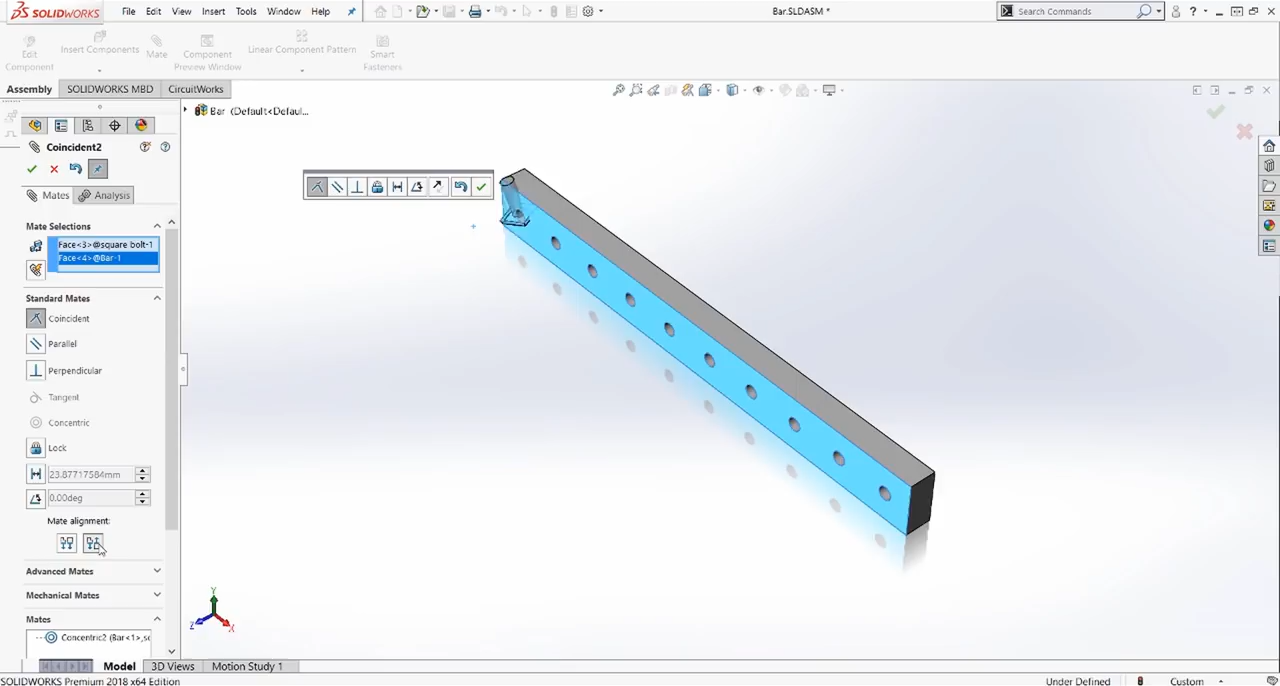 SOLIDWORKS File Edit View Insert Tools Window Help Bar.SLDASM * Search Commands ?
Edit Component Insert Components Mate Component Preview Window Linear Component Pattern Smart Fasteners
Assembly SOLIDWORKS MBD CircuitWorks
Bar (Default<Defaul...
Coincident2
Mates Analysis
Mate Selections
Face<3>@square bolt-1
Face<4>@Bar-1
Standard Mates
Coincident
Parallel
Perpendicular
Tangent
Concentric
Lock
23.87717584mm
0.00deg
Mate alignment:
Advanced Mates
Mechanical Mates
Mates
Concentric2 (Bar<1>,sc
Y
Z X
Model 3D Views Motion Study 1
SOLIDWORKS Premium 2018 x64 Edition Under Defined Custom